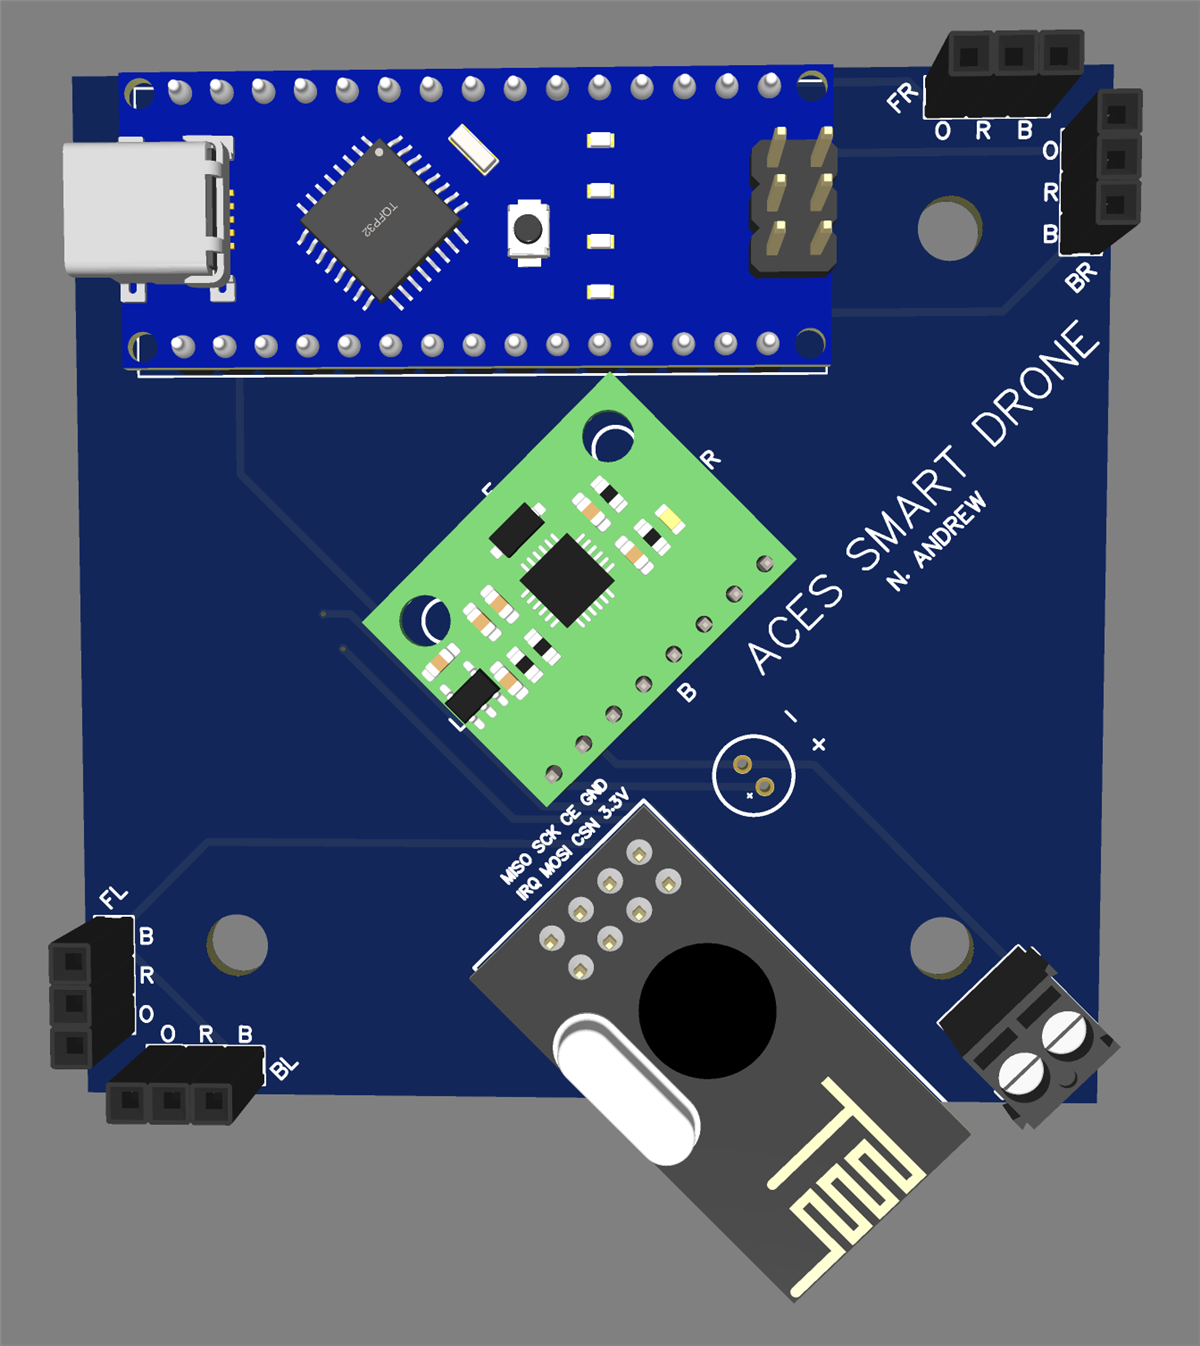 FR
O R B
O
R
B
BR
TQFP32
F
R
ACES SMART DRONE
N. ANDREW
B
L
- +
+
MISO SCK CE GND
IRQ MOSI CSN 3.3V
FL
B
R
O
O R B
BL